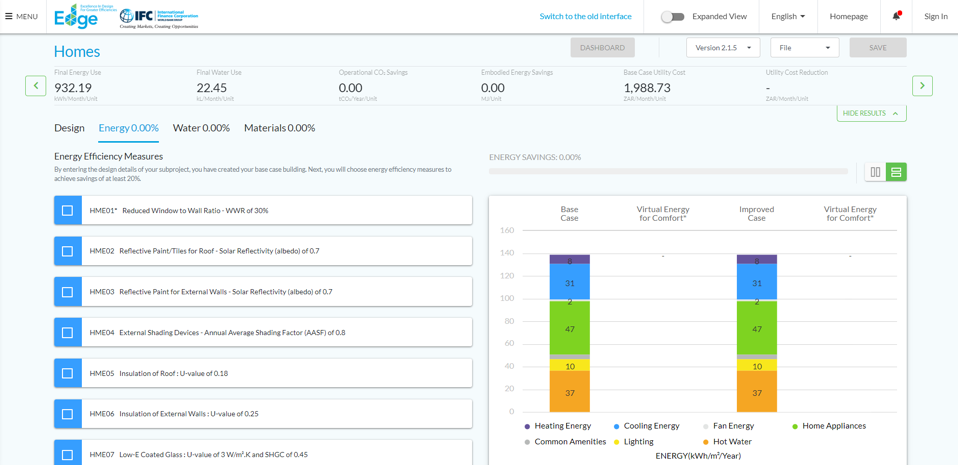 MENU
Edge
Excellence in Design for Greater Efficiencies
IFC International Finance Corporation
WORLD BANK GROUP
Creating Markets, Creating Opportunities
Switch to the old interface
Expanded View
English
Homepage
Sign In
Homes
DASHBOARD
Version 2.1.5
File
SAVE
Final Energy Use
932.19
kWh/Month/Unit
Final Water Use
22.45
kL/Month/Unit
Operational CO₂ Savings
0.00
tCO₂/Year/Unit
Embodied Energy Savings
0.00
MJ/Unit
Base Case Utility Cost
1,988.73
ZAR/Month/Unit
Utility Cost Reduction
-
ZAR/Month/Unit
HIDE RESULTS
Design
Energy 0.00%
Water 0.00%
Materials 0.00%
Energy Efficiency Measures
By entering the design details of your subproject, you have created your base case building. Next, you will choose energy efficiency measures to
achieve savings of at least 20%.
HME01* Reduced Window to Wall Ratio - WWR of 30%
HME02 Reflective Paint/Tiles for Roof - Solar Reflectivity (albedo) of 0.7
HME03 Reflective Paint for External Walls - Solar Reflectivity (albedo) of 0.7
HME04 External Shading Devices - Annual Average Shading Factor (AASF) of 0.8
HME05 Insulation of Roof : U-value of 0.18
HME06 Insulation of External Walls : U-value of 0.25
HME07 Low-E Coated Glass : U-value of 3 W/m².K and SHGC of 0.45
ENERGY SAVINGS: 0.00%
Base Case
Virtual Energy for Comfort*
Improved Case
Virtual Energy for Comfort*
160
140
120
100
80
60
40
20
0
8
31
2
47
10
37
-
8
31
2
47
10
37
-
Heating Energy
Cooling Energy
Fan Energy
Home Appliances
Common Amenities
Lighting
Hot Water
ENERGY(kWh/m²/Year)